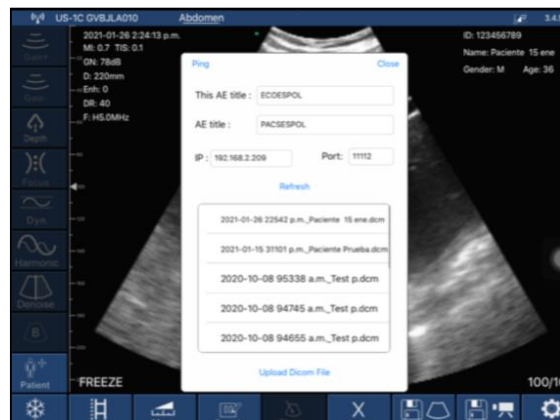 US-1C GVBJLA010 Abdomen
2021-01-26 2:24:13 p.m.
MI: 0.7 TIS: 0.1
GN: 78dB
D: 220mm
Enh: 0
DR: 40
F: H5.0MHz
ID: 123456789
Name: Paciente 15 ene
Gender: M Age: 36
Gain+
Gain-
Depth
Focus
Dyn
Harmonic
Denoise
B
Patient
Ping Close
This AE title : ECOESPOL
AE title : PACSESPOL
IP : 192.168.2.209 Port: 11112
Refresh
2021-01-26 22542 p.m._Paciente 15 ene.dcm
2021-01-15 31101 p.m._Paciente Prueba.dcm
2020-10-08 95338 a.m._Test p.dcm
2020-10-08 94745 a.m._Test p.dcm
2020-10-08 94655 a.m._Test p.dcm
Upload Dicom File
FREEZE